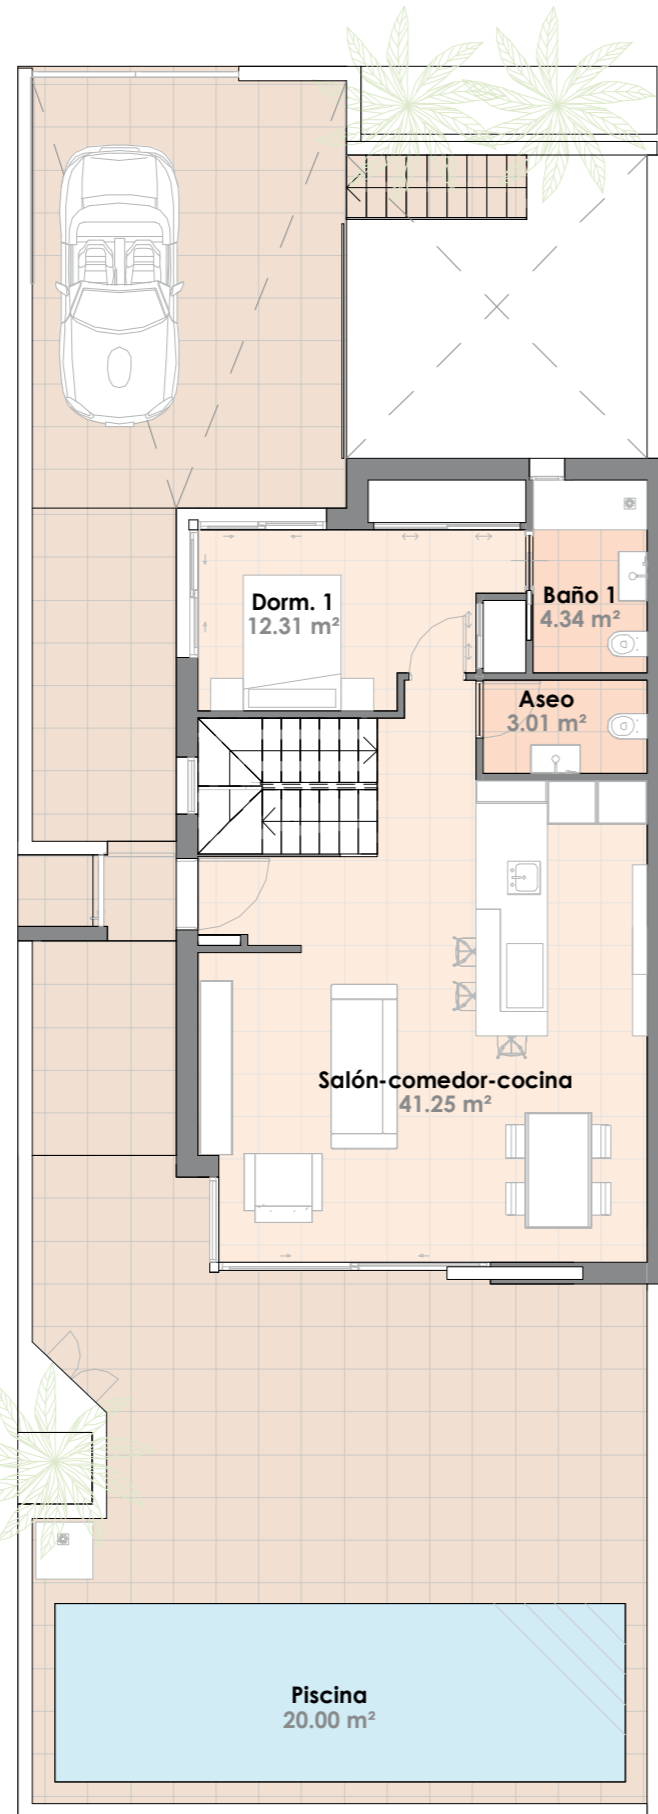 Dorm. 1
12.31 m²
Baño 1
4.34 m²
Aseo
3.01 m²
Salón-comedor-cocina
41.25 m²
Piscina
20.00 m²